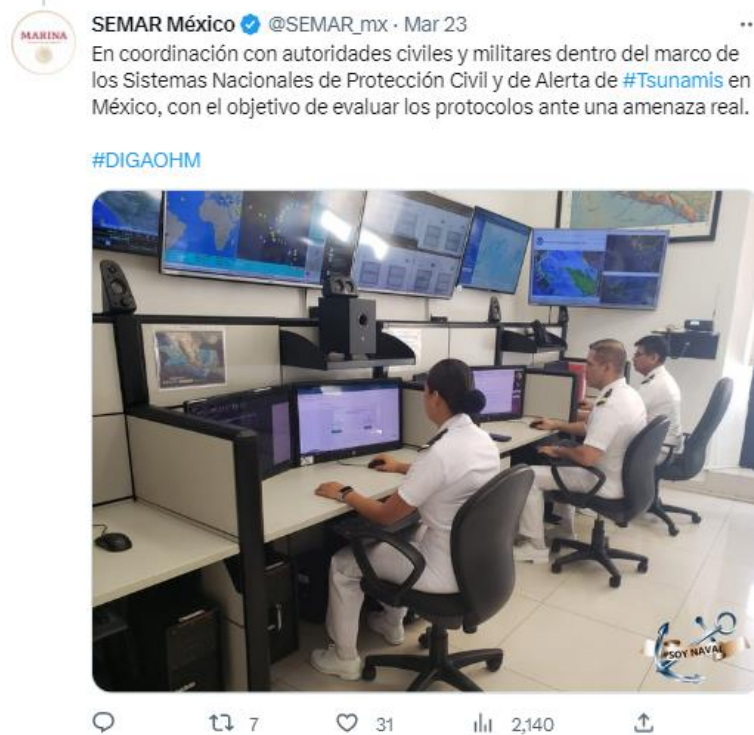 MARINA
SEMAR México @SEMAR_mx · Mar 23
En coordinación con autoridades civiles y militares dentro del marco de
los Sistemas Nacionales de Protección Civil y de Alerta de #Tsunamis en
México, con el objetivo de evaluar los protocolos ante una amenaza real.
#DIGAOHM
#SOY NAVAL
7 31 2,140